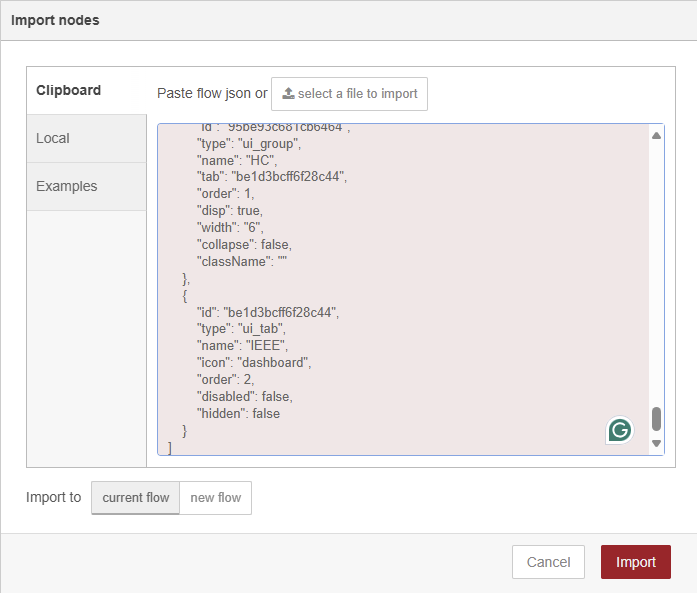 Import nodes
Clipboard
Local
Examples
Paste flow json or select a file to import
"id": "95be93c681cb6464",
"type": "ui_group",
"name": "HC",
"tab": "be1d3bcff6f28c44",
"order": 1,
"disp": true,
"width": "6",
"collapse": false,
"className": ""
},
{
"id": "be1d3bcff6f28c44",
"type": "ui_tab",
"name": "IEEE",
"icon": "dashboard",
"order": 2,
"disabled": false,
"hidden": false
}
]
Import to current flow new flow
Cancel Import